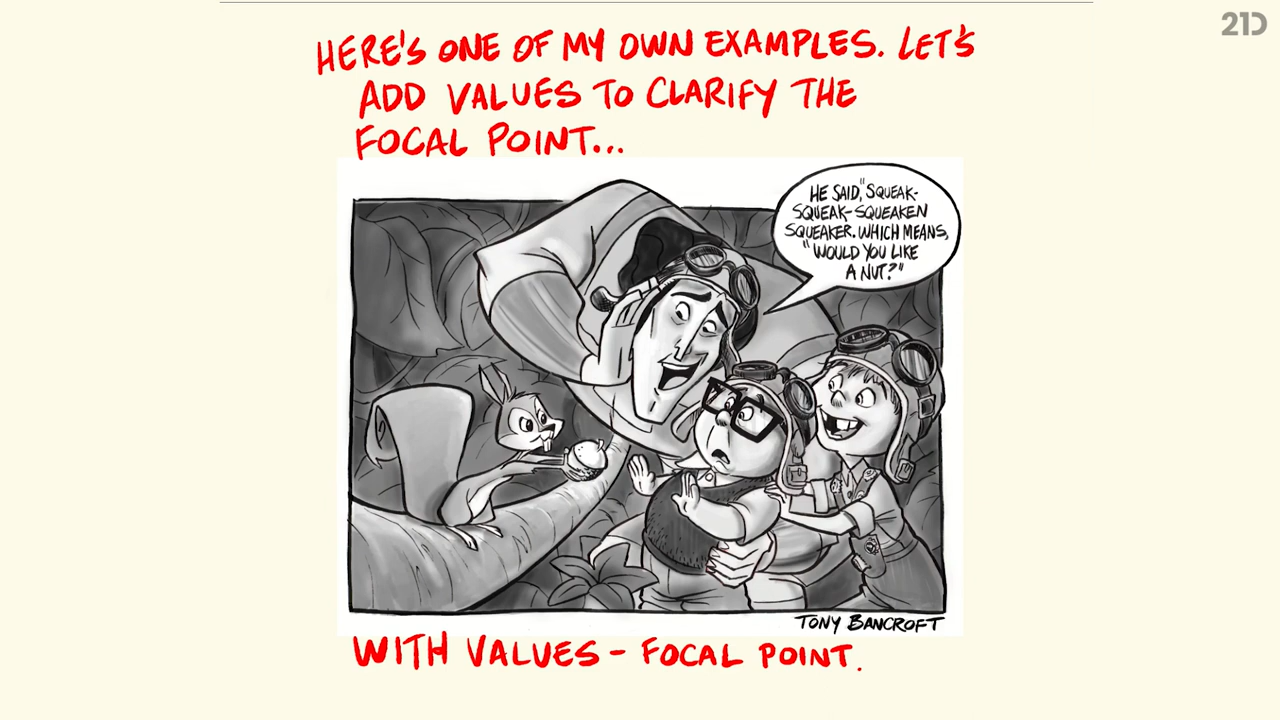 21D
HERE'S ONE OF MY OWN EXAMPLES. LET'S
ADD VALUES TO CLARIFY THE
FOCAL POINT...
HE SAID, "SQUEAK-
SQUEAK-SQUEAKEN
SQUEAKER. WHICH MEANS,
"WOULD YOU LIKE
A NUT?"
TONY BANCROFT
WITH VALUES - FOCAL POINT.